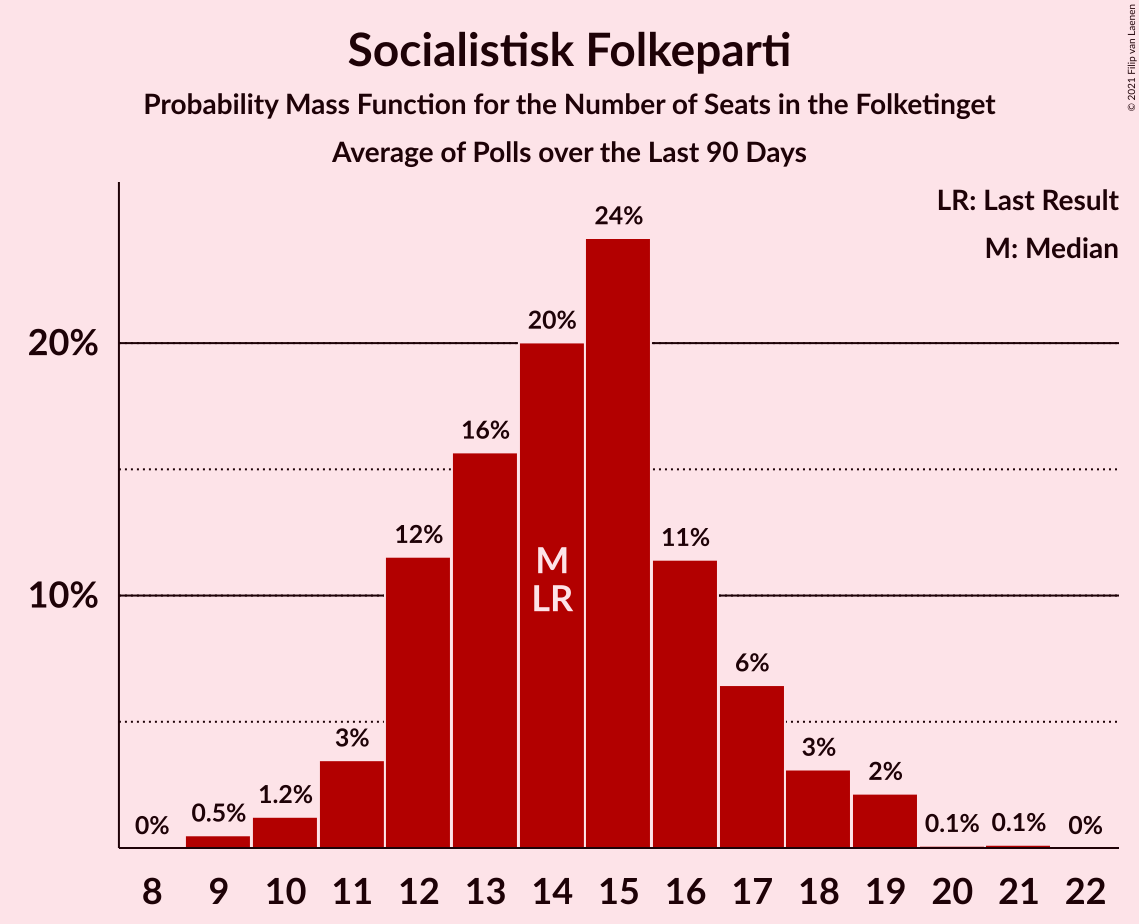 Socialistisk Folkeparti
Probability Mass Function for the Number of Seats in the Folketinget
Average of Polls over the Last 90 Days
© 2021 Filip van Laenen
LR: Last Result
M: Median
24%
20%
20%
16%
12%
11%
M
LR
10%
6%
3%
3%
2%
1.2%
0.5%
0%
0.1%
0.1%
0%
8 9 10 11 12 13 14 15 16 17 18 19 20 21 22